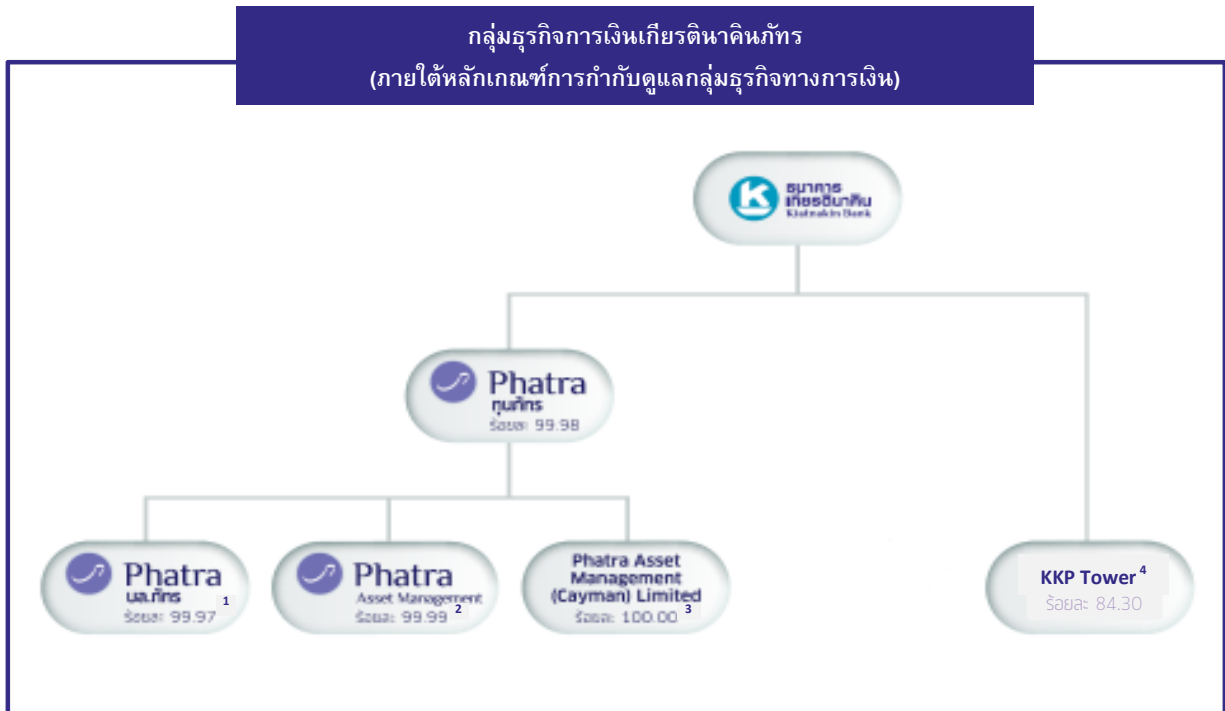 กลุ่มธุรกิจการเงินเกียรตินาคินภัทร
(ภายใต้หลักเกณฑ์การกำกับดูแลกลุ่มธุรกิจทางการเงิน)
ธนาคาร
เกียรตินาคิน
Kiatnakin Bank
Phatra
ทุนภัทร
ร้อยละ 99.98
Phatra
บล.ภัทร 1
ร้อยละ 99.97
Phatra
Asset Management
ร้อยละ 99.99 2
Phatra Asset
Management
(Cayman) Limited
ร้อยละ 100.00 3
KKP Tower 4
ร้อยละ 84.30